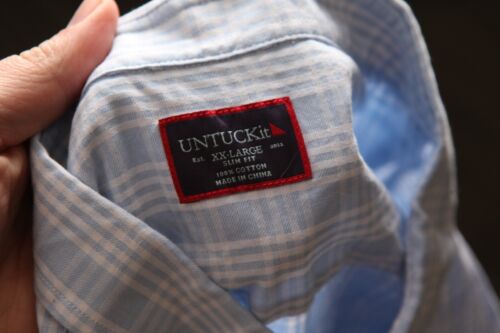 UNTUCKit
Est. XX-LARGE 2011
SLIM FIT
100% COTTON
MADE IN CHINA